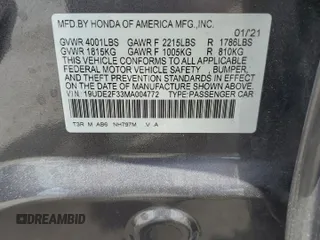 MFD. BY HONDA OF AMERICA MFG.,INC.
01/21
GVWR 4001LBS GAWR F 2215LBS R 1786LBS
GVWR 1815KG GAWR F 1005KG R 810KG
THIS VEHICLE CONFORMS TO ALL APPLICABLE
FEDERAL MOTOR VEHICLE SAFETY , BUMPER,
AND THEFT PREVENTION STANDARDS IN EFFECT
ON THE DATE OF MANUFACTURE SHOWN ABOVE.
V.I.N. : 19UDE2F33MA004772 TYPE:PASSENGER CAR
T3R M AB6 NH797M V A
© DREAMBID